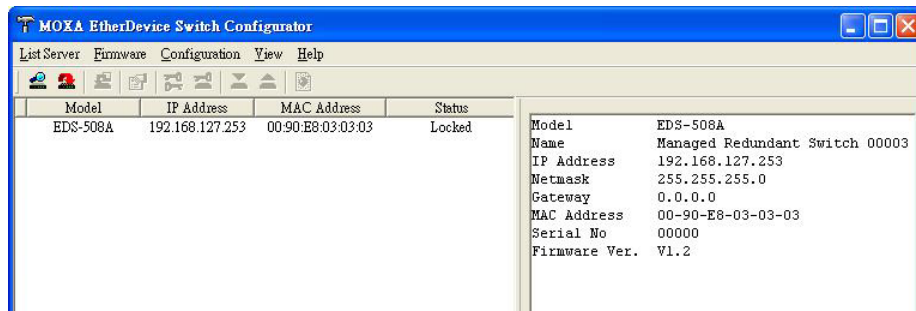 MOXA EtherDevice Switch Configurator
List Server Firmware Configuration View Help
Model IP Address MAC Address Status
EDS-508A 192.168.127.253 00:90:E8:03:03:03 Locked
Model EDS-508A
Name Managed Redundant Switch 00003
IP Address 192.168.127.253
Netmask 255.255.255.0
Gateway 0.0.0.0
MAC Address 00-90-E8-03-03-03
Serial No 00000
Firmware Ver. V1.2